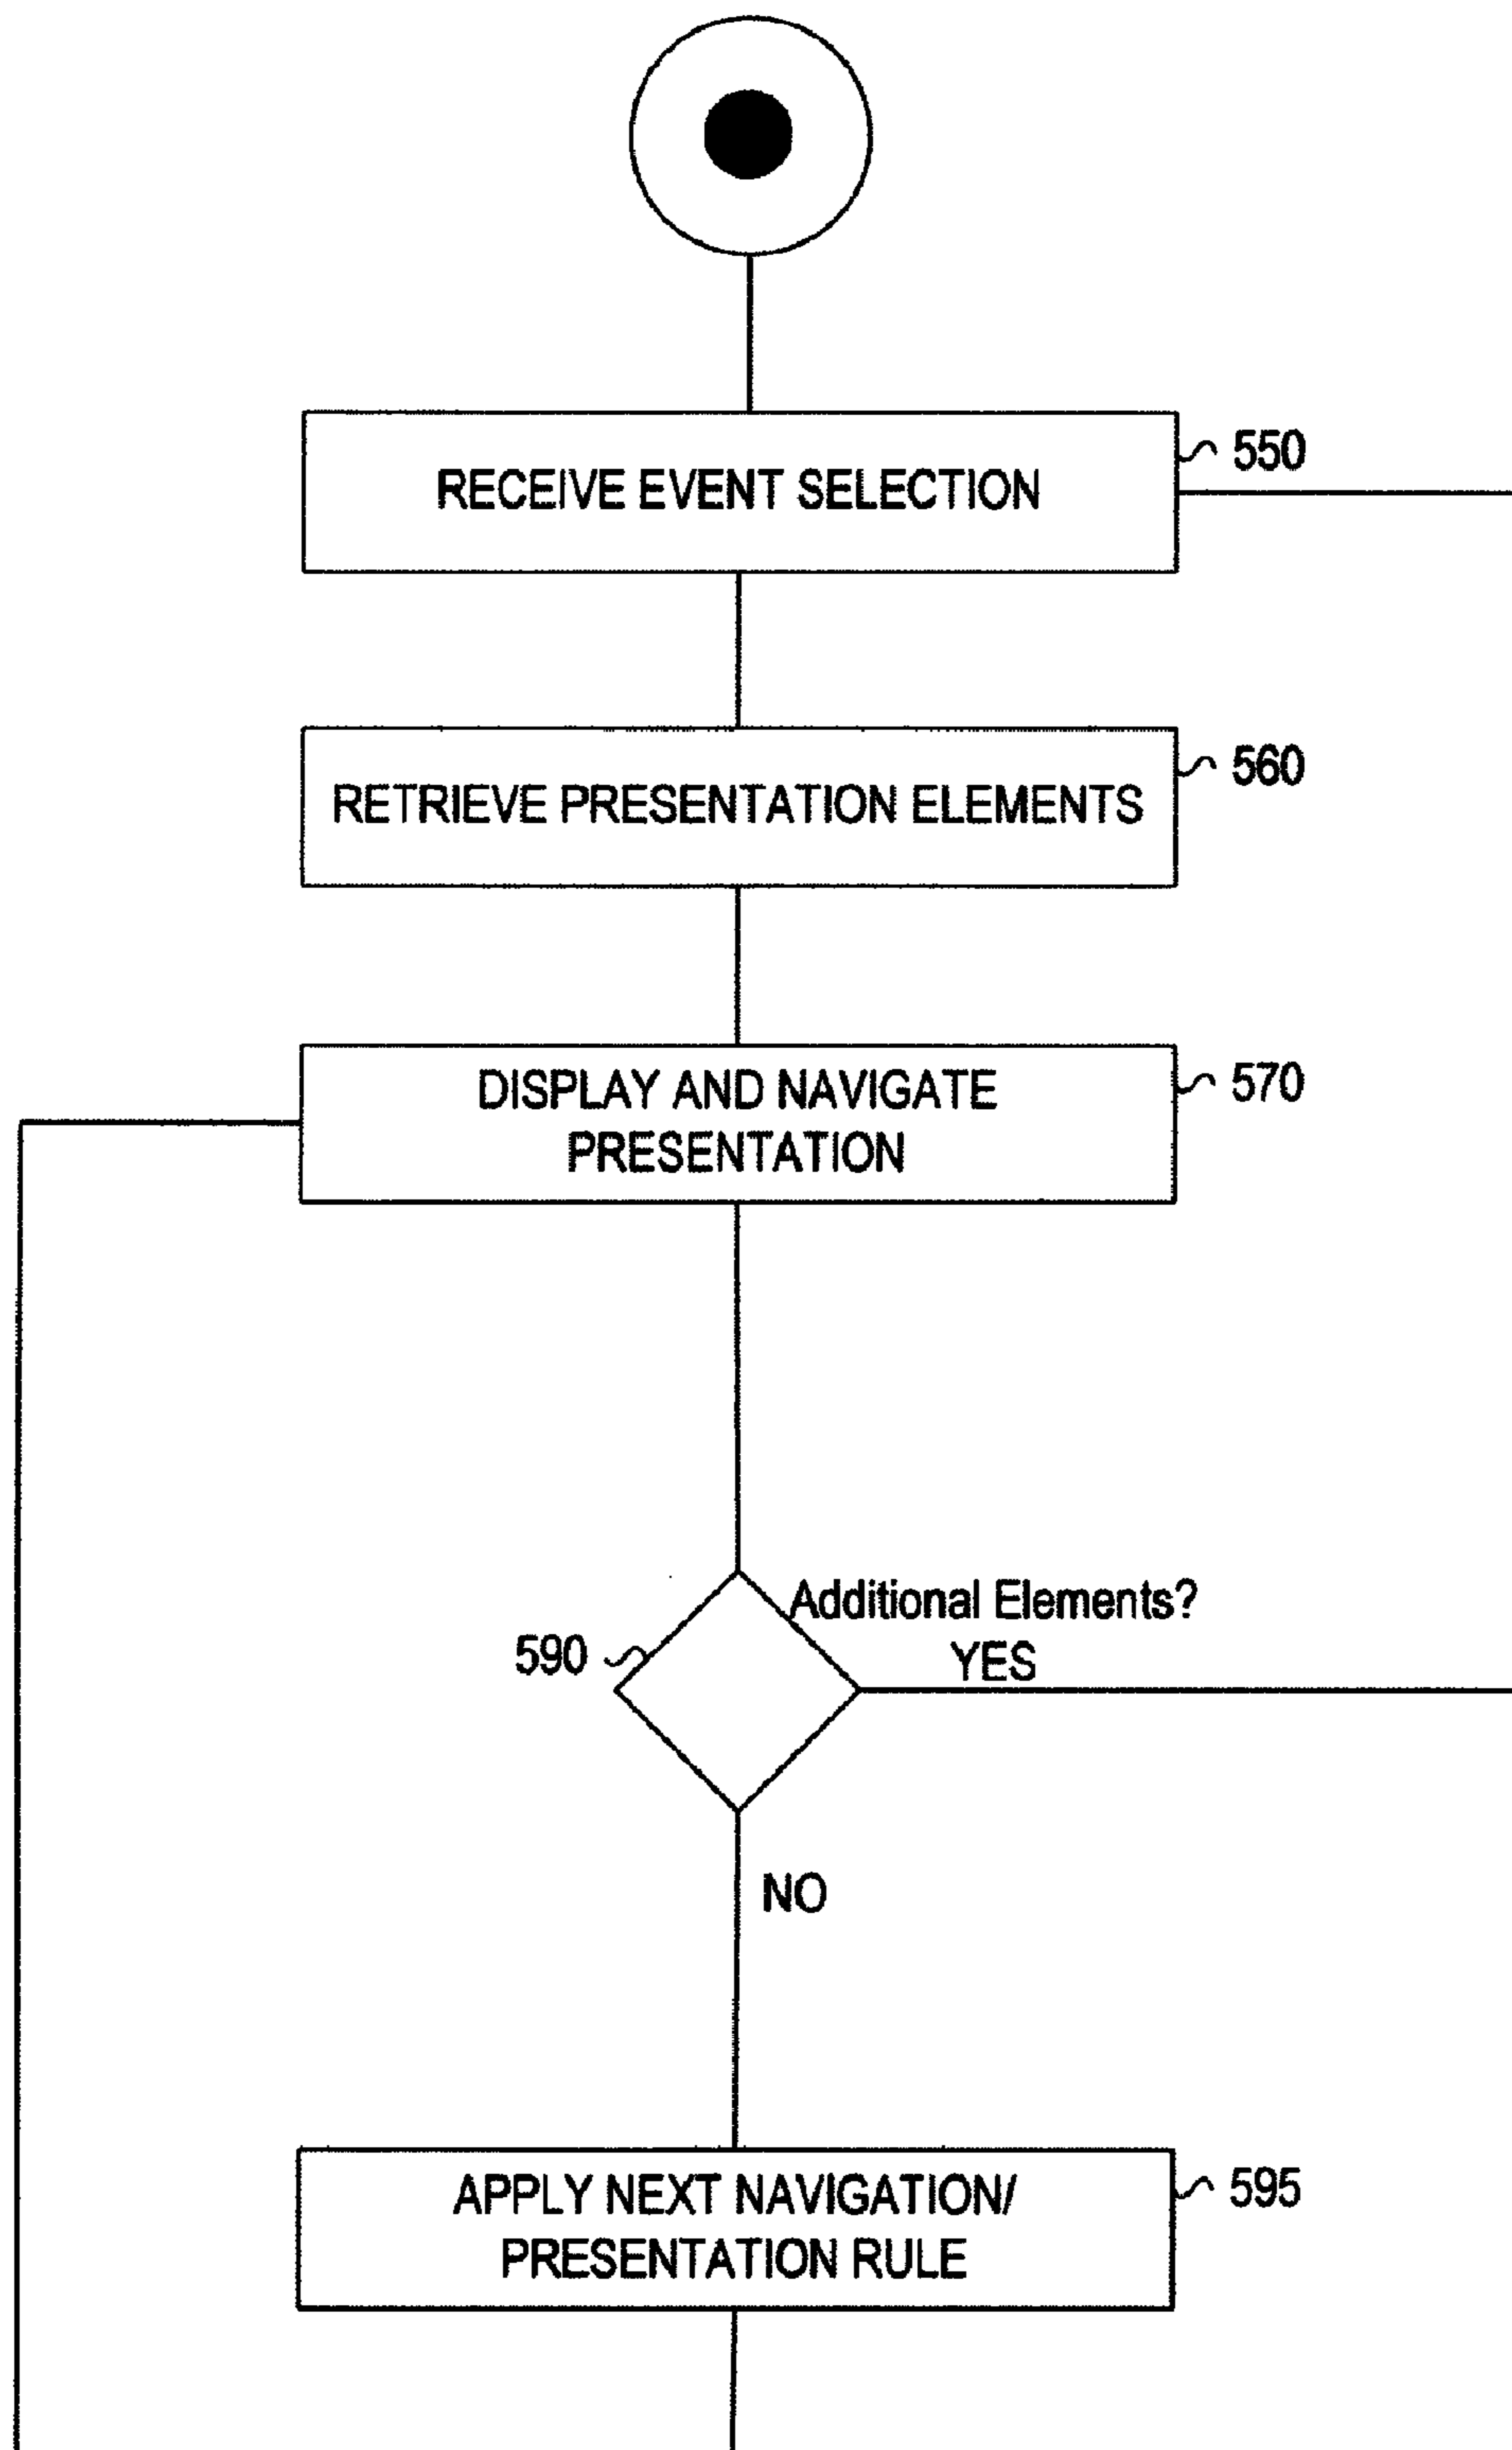 RECEIVE EVENT SELECTION
550
RETRIEVE PRESENTATION ELEMENTS
560
DISPLAY AND NAVIGATE
PRESENTATION
570
Additional Elements?
YES
590
NO
APPLY NEXT NAVIGATION/
PRESENTATION RULE
595